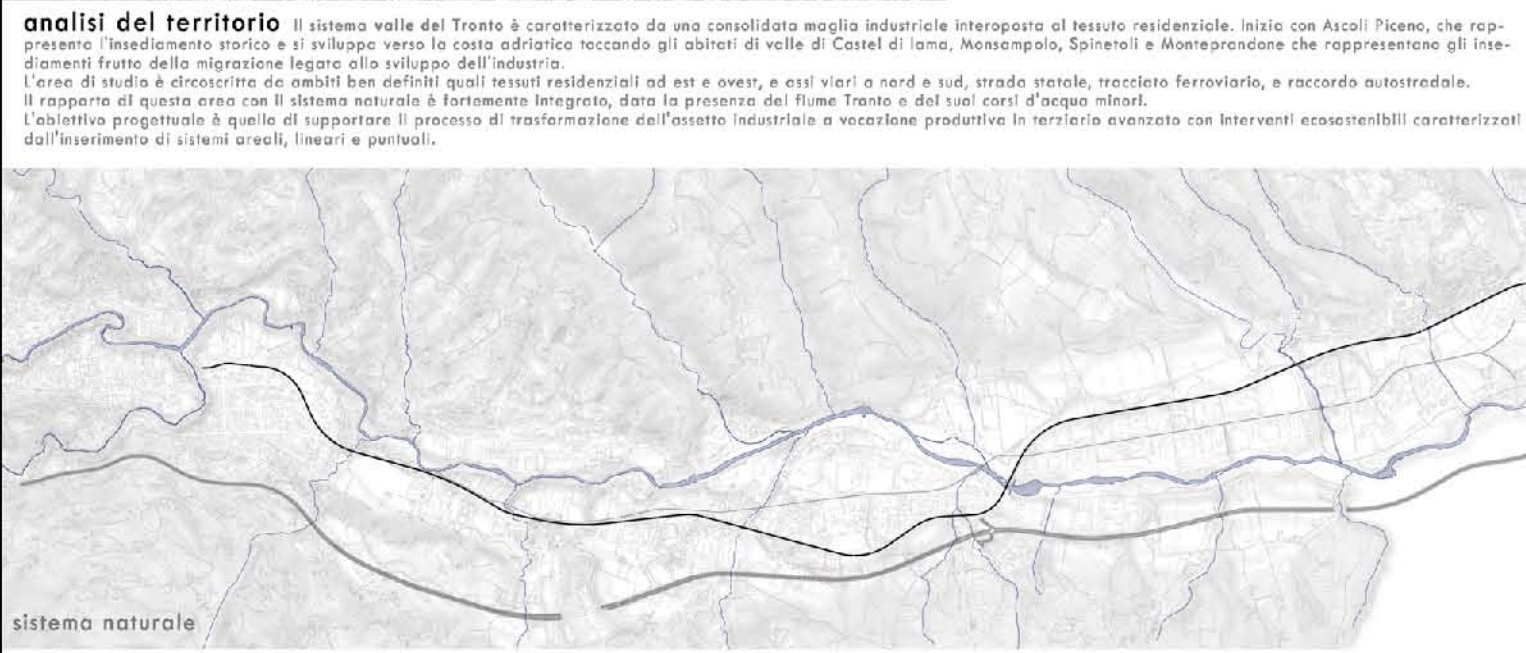 analisi del territorio Il sistema valle del Tronto è caratterizzato da una consolidata maglia industriale interposta al tessuto residenziale. Inizia con Ascoli Piceno, che rap-
presenta l'insediamento storico e si sviluppa verso la costa adriatica toccando gli abitati di valle di Castel di lama, Monsampolo, Spinetoli e Monteprandone che rappresentano gli inse-
diamenti frutto della migrazione legata allo sviluppo dell'industria.
L'area di studio è circoscritta da ambiti ben definiti quali tessuti residenziali ad est e ovest, e assi viari a nord e sud, strada statale, tracciato ferroviario, e raccordo autostradale.
Il rapporto di questa area con il sistema naturale è fortemente integrato, data la presenza del fiume Tronto e dei suoi corsi d'acqua minori.
L'obiettivo progettuale è quello di supportare il processo di trasformazione dell'assetto industriale a vocazione produttiva in terziario avanzato con interventi ecosostenibili caratterizzati
dall'inserimento di sistemi areali, lineari e puntuali.
sistema naturale